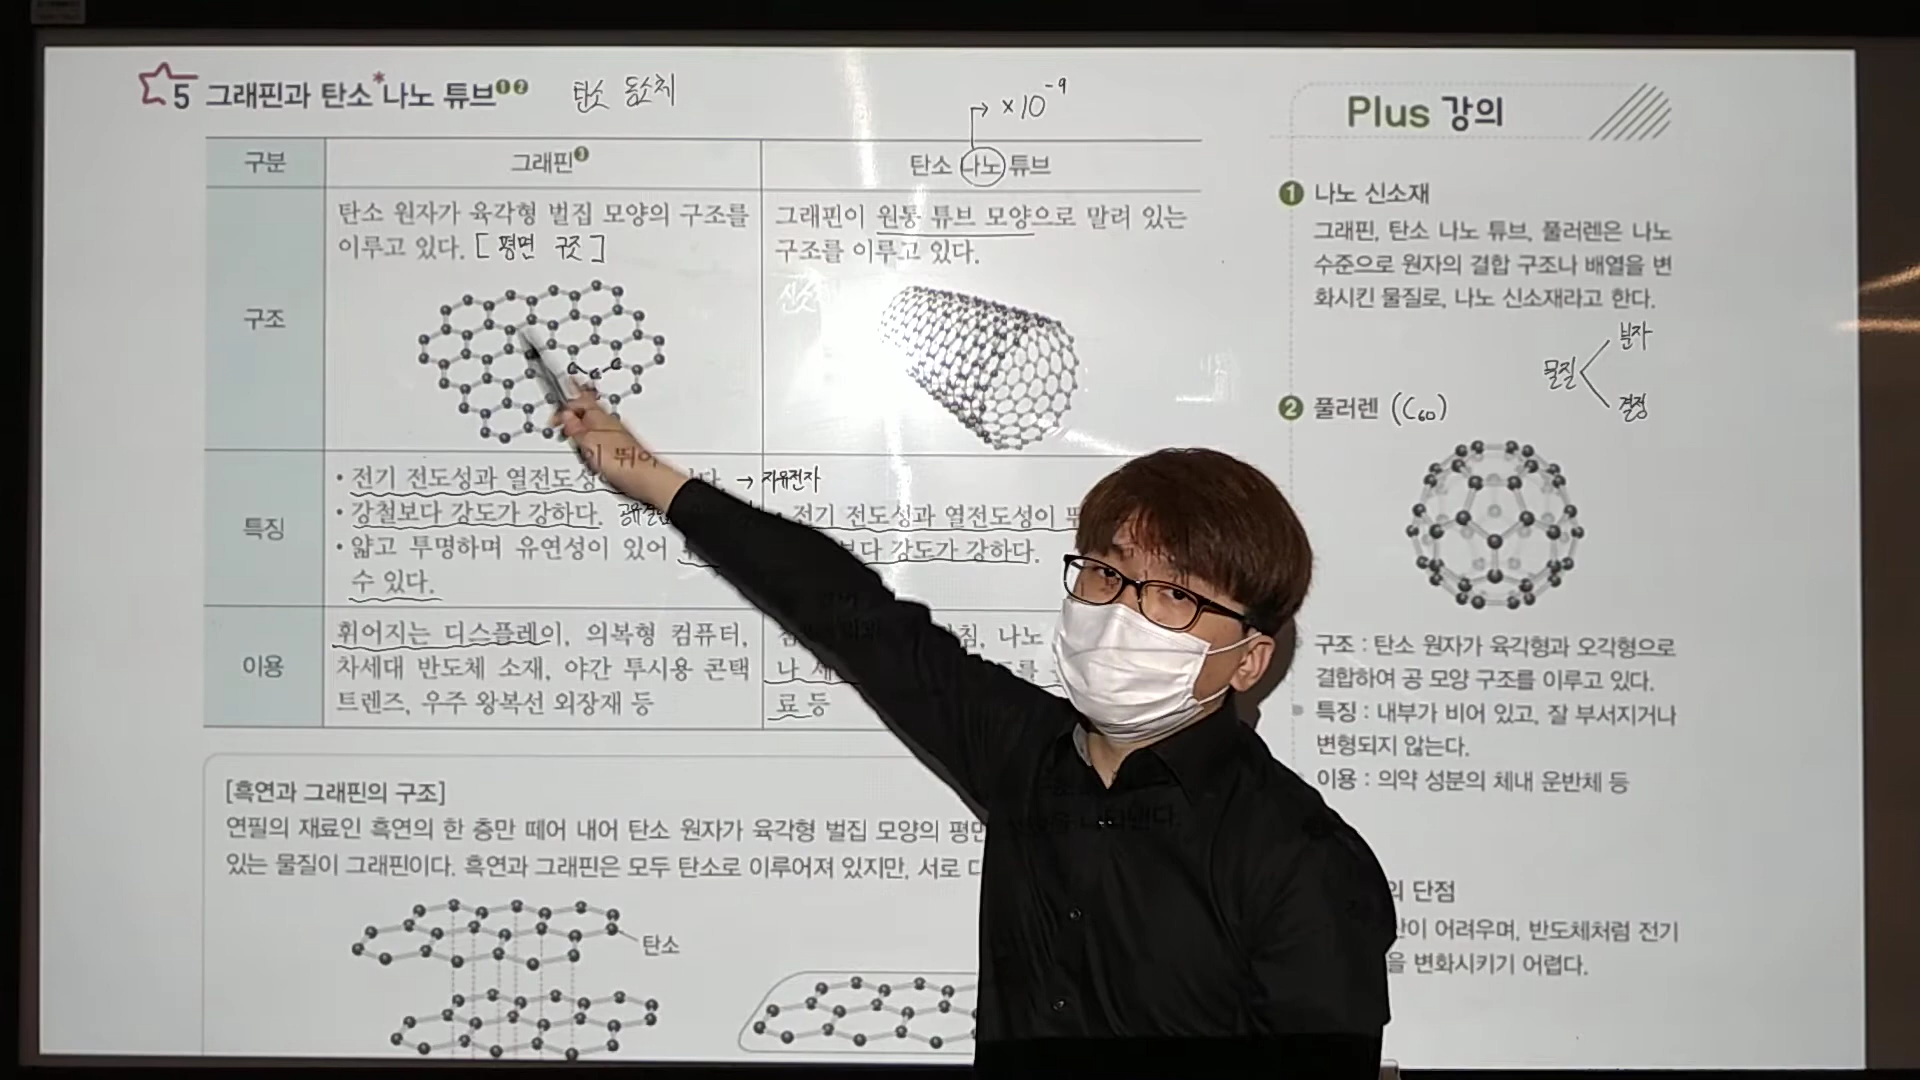 5 그래핀과 탄소*나노 튜브❶❷ 탄소 동소체
→ ×10⁻⁹
구분 그래핀❸ 탄소 나노 튜브
구조
탄소 원자가 육각형 벌집 모양의 구조를
이루고 있다. [평면 구조]
그래핀이 원통 튜브 모양으로 말려 있는
구조를 이루고 있다.
특징
• 전기 전도성과 열전도성이 뛰어 다. → 자유전자
• 강철보다 강도가 강하다.
• 얇고 투명하며 유연성이 있어
수 있다.
• 전기 전도성과 열전도성이
보다 강도가 강하다.
이용
휘어지는 디스플레이, 의복형 컴퓨터,
차세대 반도체 소재, 야간 투시용 콘택
트렌즈, 우주 왕복선 외장재 등
나노
료 등
[흑연과 그래핀의 구조]
연필의 재료인 흑연의 한 층만 떼어 내어 탄소 원자가 육각형 벌집 모양의 평면
있는 물질이 그래핀이다. 흑연과 그래핀은 모두 탄소로 이루어져 있지만, 서로
탄소
Plus 강의
❶ 나노 신소재
그래핀, 탄소 나노 튜브, 풀러렌은 나노
수준으로 원자의 결합 구조나 배열을 변
화시킨 물질로, 나노 신소재라고 한다.
물질 분자
결정
❷ 풀러렌 (C₆₀)
구조 : 탄소 원자가 육각형과 오각형으로
결합하여 공 모양 구조를 이루고 있다.
특징 : 내부가 비어 있고, 잘 부서지거나
변형되지 않는다.
이용 : 의약 성분의 체내 운반체 등
의 단점
이 어려우며, 반도체처럼 전기
을 변화시키기 어렵다.